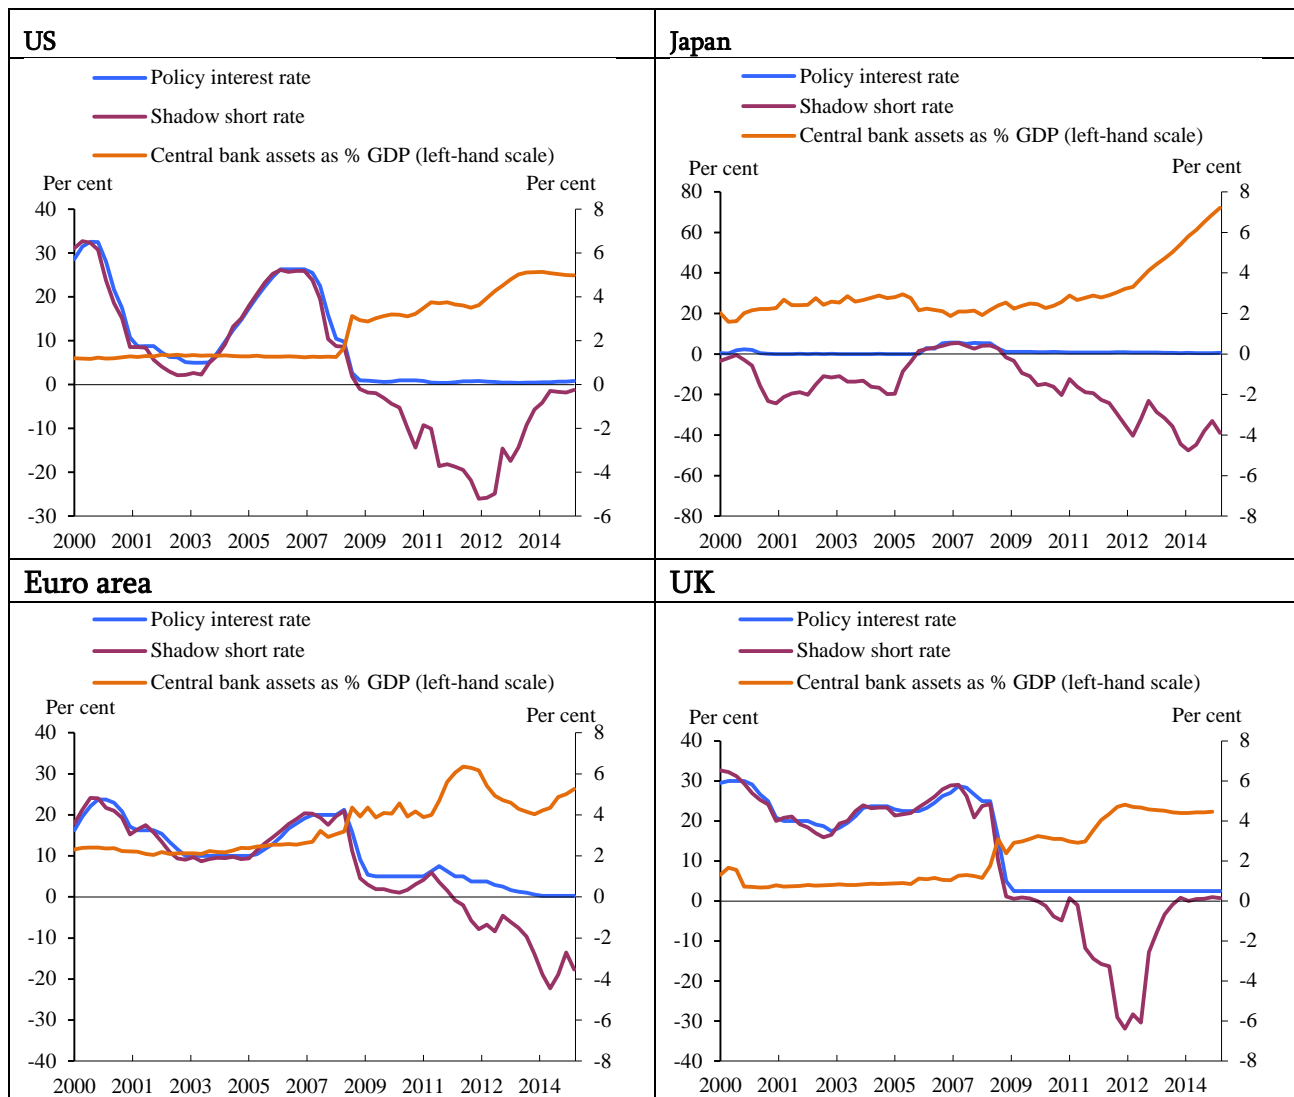 US
Policy interest rate
Shadow short rate
Central bank assets as % GDP (left-hand scale)
Per cent
Per cent
40
30
20
10
0
-10
-20
-30
8
6
4
2
0
-2
-4
-6
2000 2001 2003 2005 2007 2009 2011 2012 2014
Japan
Policy interest rate
Shadow short rate
Central bank assets as % GDP (left-hand scale)
Per cent
Per cent
80
60
40
20
0
-20
-40
-60
-80
8
6
4
2
0
-2
-4
-6
-8
2000 2001 2003 2005 2007 2009 2011 2012 2014
Euro area
Policy interest rate
Shadow short rate
Central bank assets as % GDP (left-hand scale)
Per cent
Per cent
40
30
20
10
0
-10
-20
-30
-40
8
6
4
2
0
-2
-4
-6
-8
2000 2001 2003 2005 2007 2009 2011 2012 2014
UK
Policy interest rate
Shadow short rate
Central bank assets as % GDP (left-hand scale)
Per cent
Per cent
40
30
20
10
0
-10
-20
-30
-40
8
6
4
2
0
-2
-4
-6
-8
2000 2001 2003 2005 2007 2009 2011 2012 2014